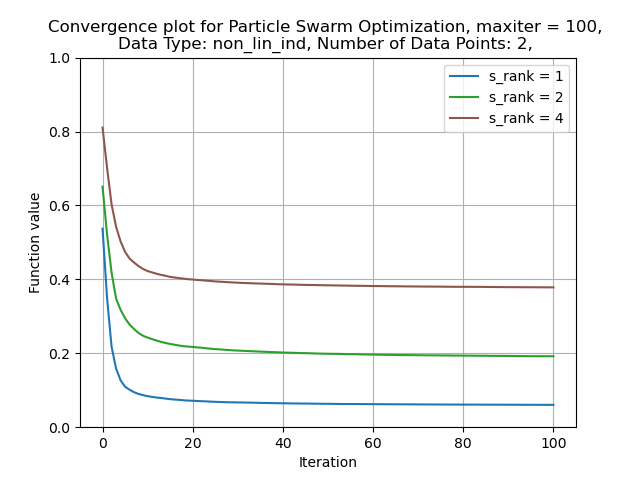 Convergence plot for Particle Swarm Optimization, maxiter = 100,
Data Type: non_lin_ind, Number of Data Points: 2,
1.0
0.8
0.6
0.4
0.2
0.0
Function value
s_rank = 1
s_rank = 2
s_rank = 4
0 20 40 60 80 100
Iteration